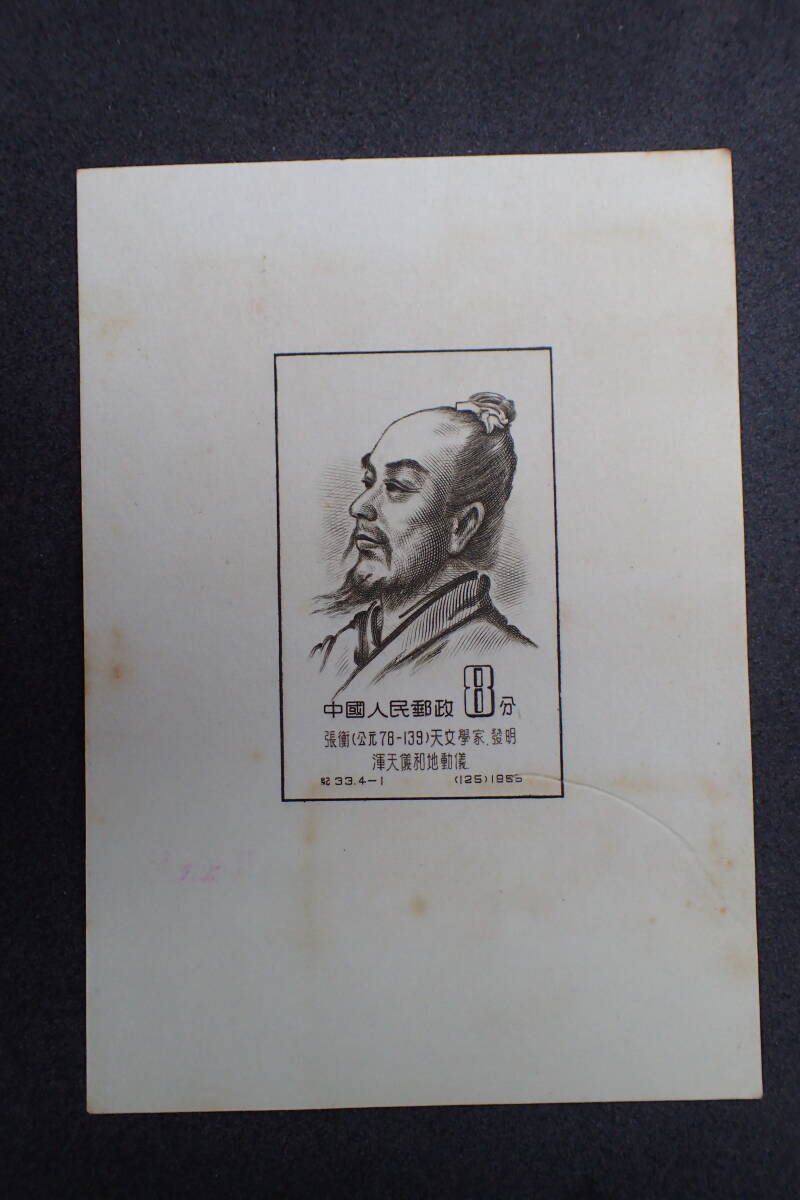 中國人民郵政 8分
張衡(公元78-139)天文學家.發明
渾天儀和地動儀
紀33.4-1 (125)1955